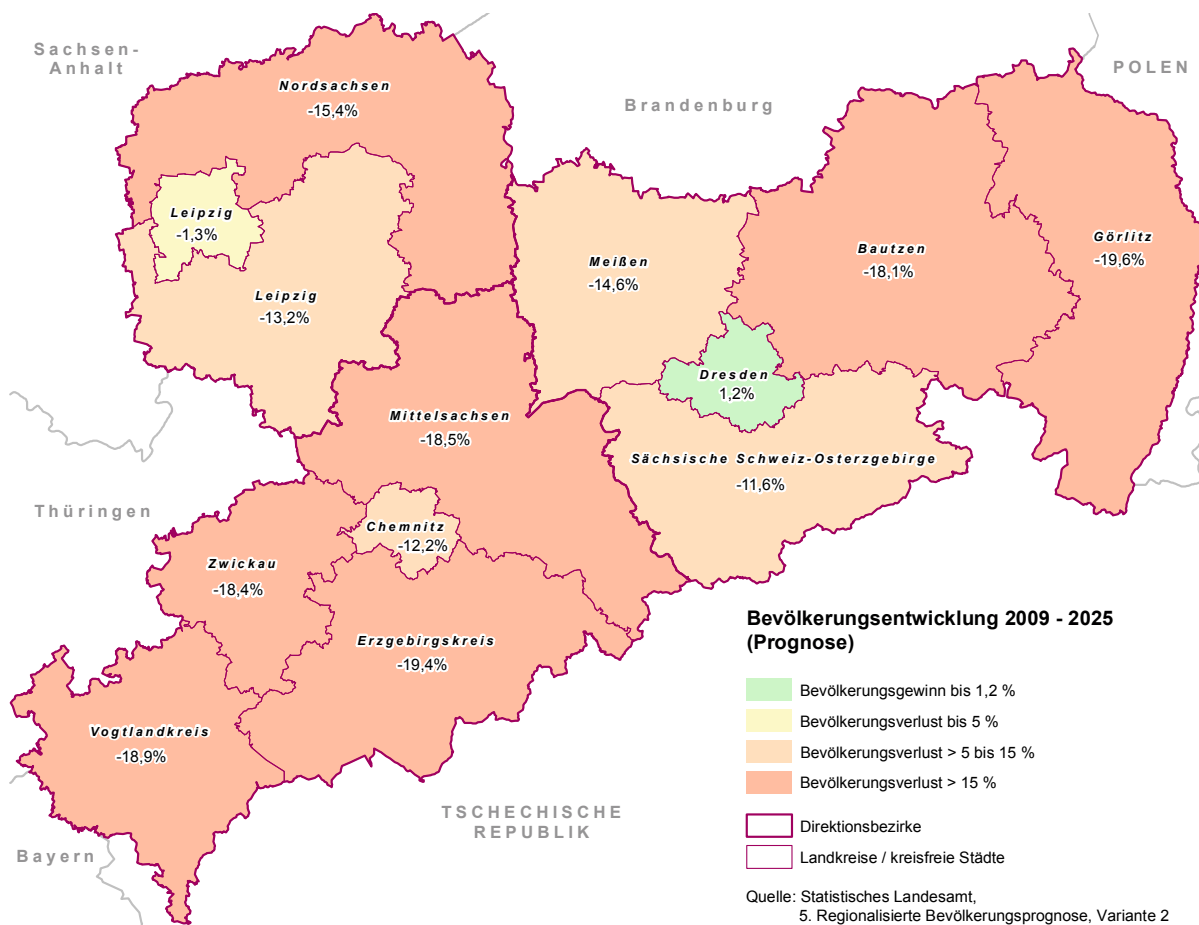 Sachsen-
Anhalt
Nordsachsen
-15,4%
Brandenburg
POLEN
Leipzig
-1,3%
Leipzig
-13,2%
Meißen
-14,6%
Bautzen
-18,1%
Görlitz
-19,6%
Dresden
1,2%
Mittelsachsen
-18,5%
Sächsische Schweiz-Osterzgebirge
-11,6%
Thüringen
Chemnitz
-12,2%
Zwickau
-18,4%
Erzgebirgskreis
-19,4%
Vogtlandkreis
-18,9%
TSCHECHISCHE
REPUBLIK
Bayern
Bevölkerungsentwicklung 2009 - 2025
(Prognose)
Bevölkerungsgewinn bis 1,2 %
Bevölkerungsverlust bis 5 %
Bevölkerungsverlust > 5 bis 15 %
Bevölkerungsverlust > 15 %
Direktionsbezirke
Landkreise / kreisfreie Städte
Quelle: Statistisches Landesamt,
5. Regionalisierte Bevölkerungsprognose, Variante 2